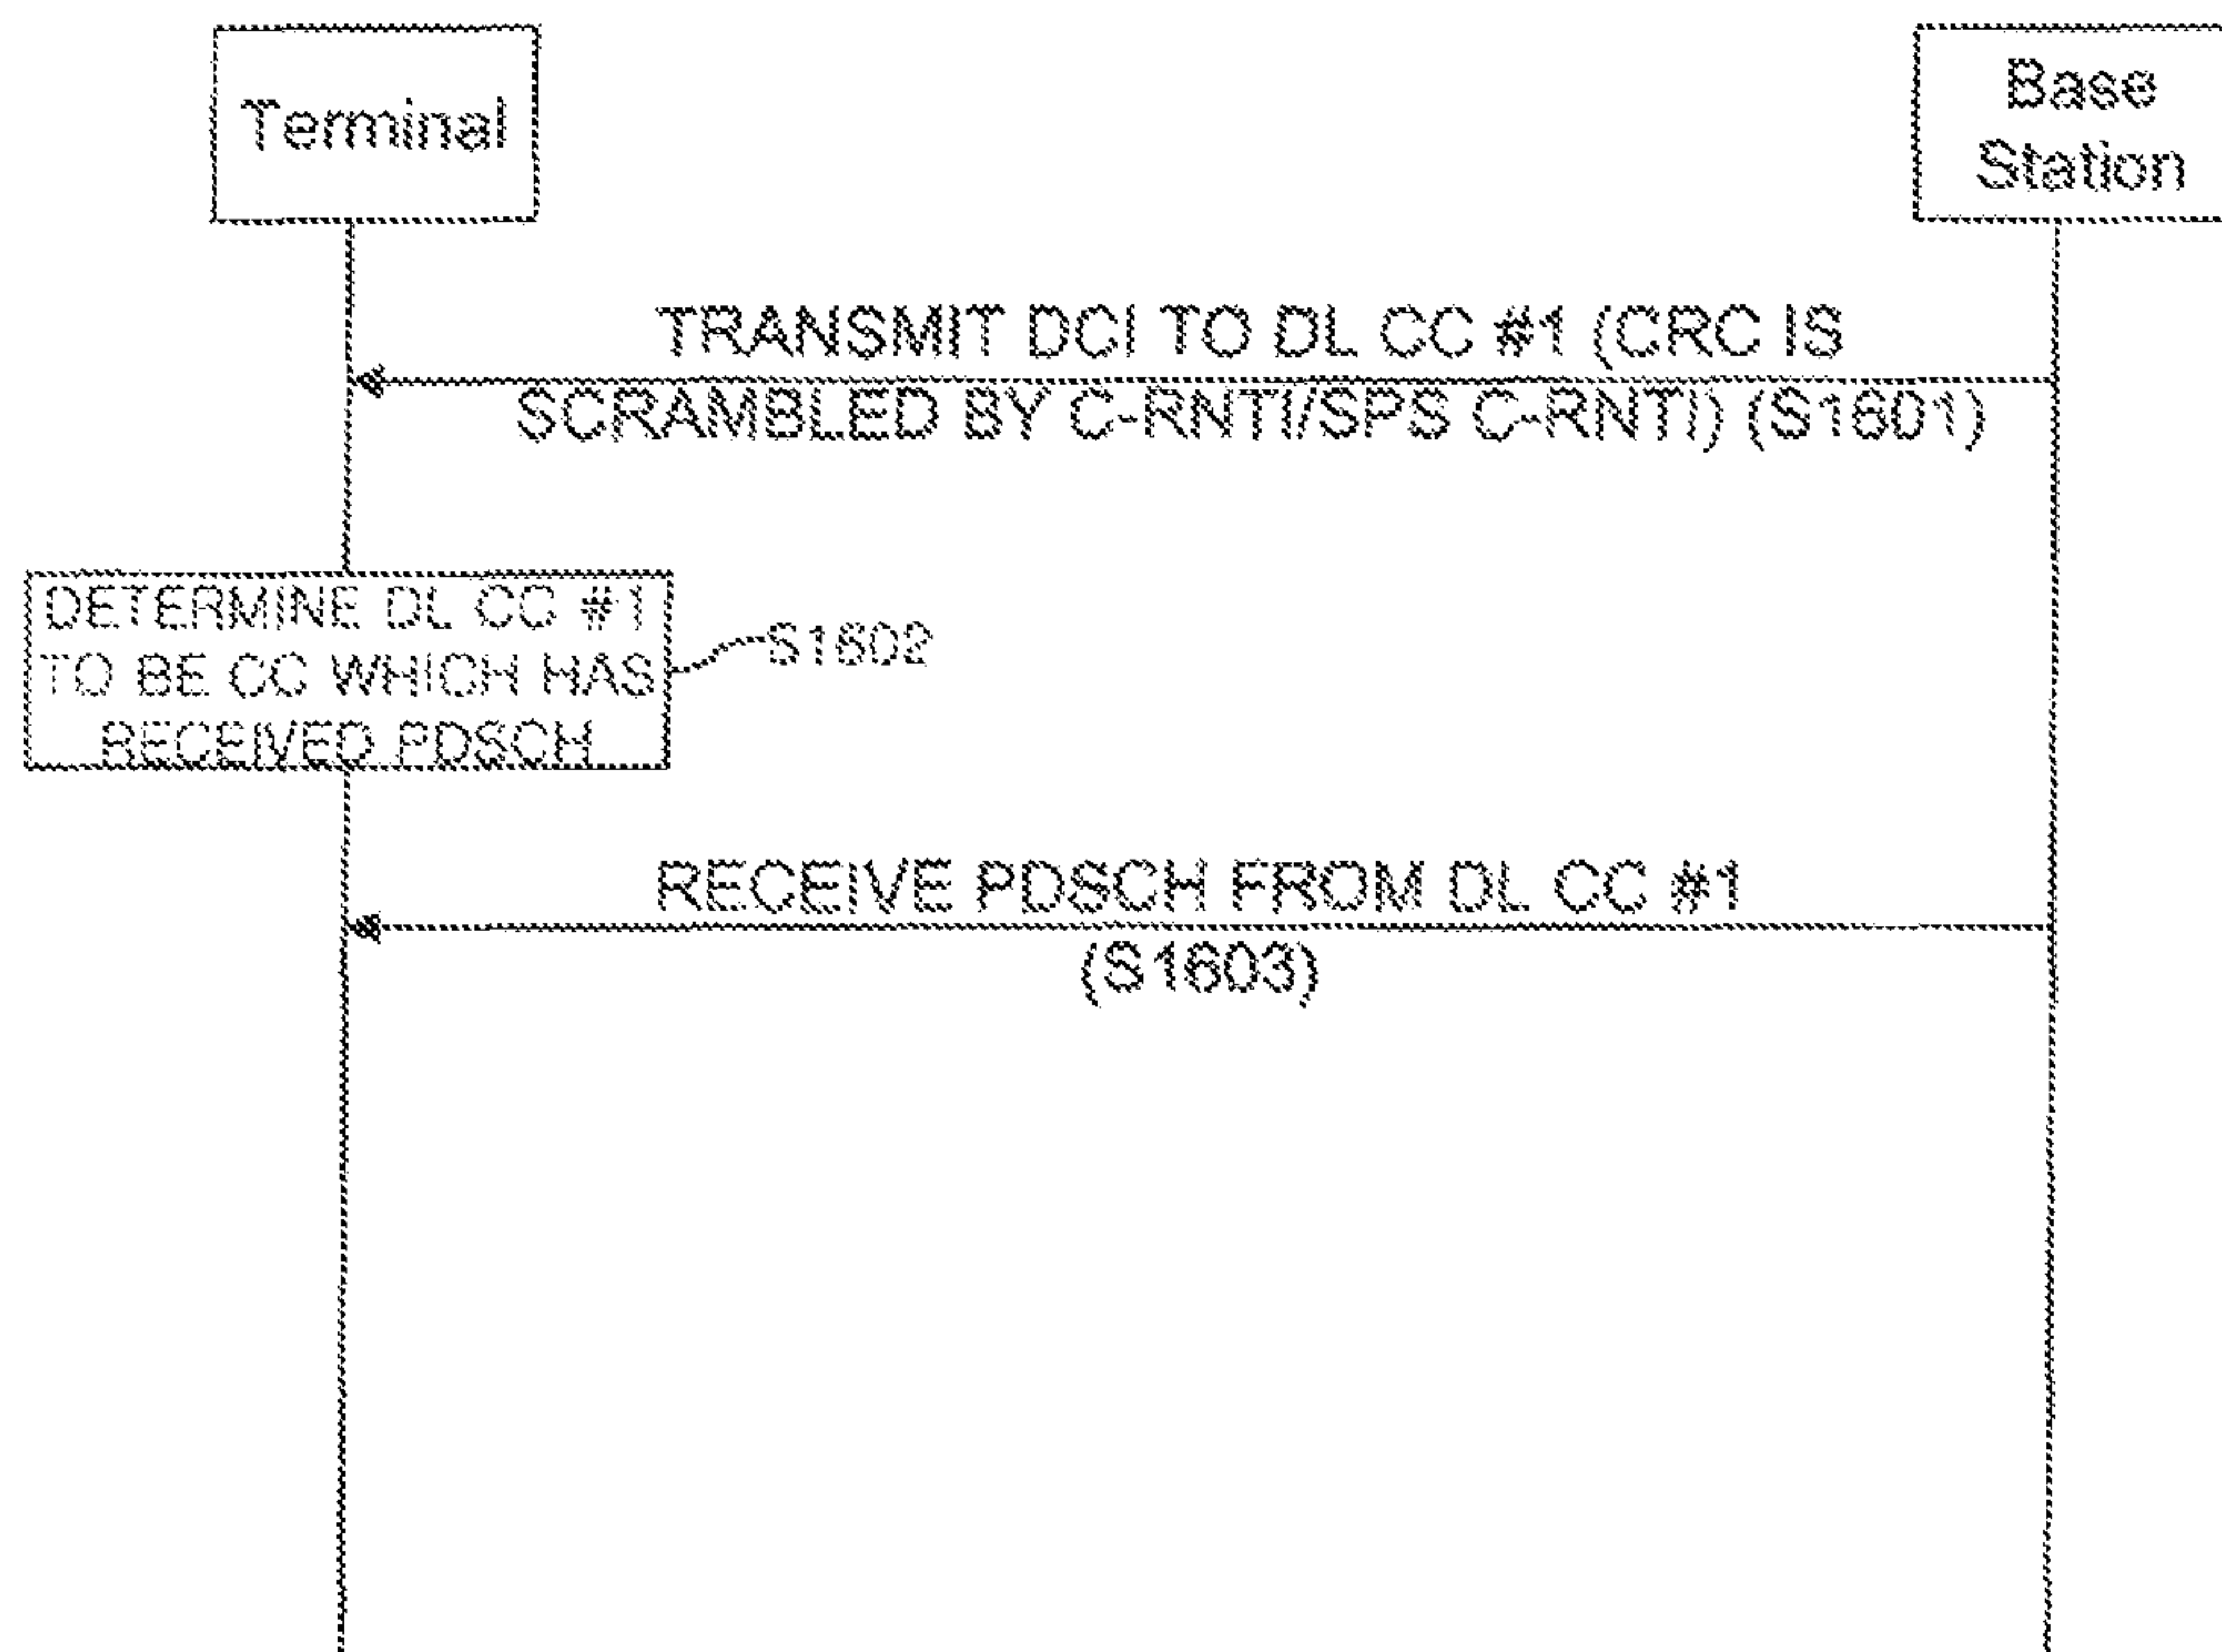 Terminal
Base
Station
TRANSMIT DCI TO DL CC #1 (CRC IS
SCRAMBLED BY C-RNTI/SPS C-RNTI) (S1601)
DETERMINE DL CC #1
TO BE CC WHICH HAS
RECEIVED PDSCH
S1602
RECEIVE PDSCH FROM DL CC #1
(S1603)